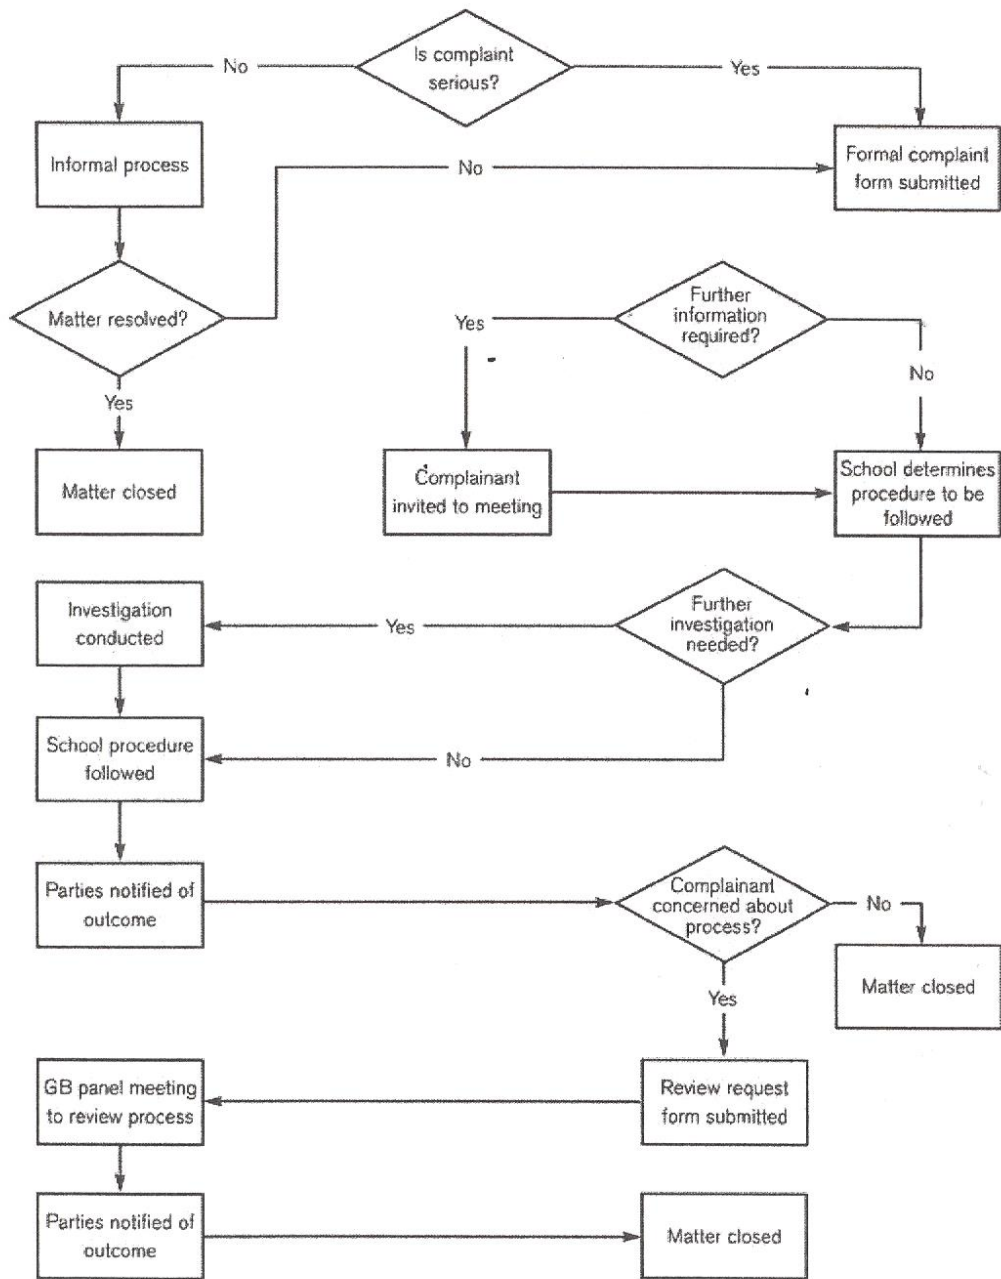 Is complaint
serious?
No
Yes
Informal process
Formal complaint
form submitted
No
Matter resolved?
Further
information
required?
Yes
No
Yes
Matter closed
Complainant
invited to meeting
School determines
procedure to be
followed
Investigation
conducted
Yes
Further
investigation
needed?
School procedure
followed
No
Parties notified of
outcome
Complainant
concerned about
process?
No
Matter closed
Yes
GB panel meeting
to review process
Review request
form submitted
Parties notified of
outcome
Matter closed